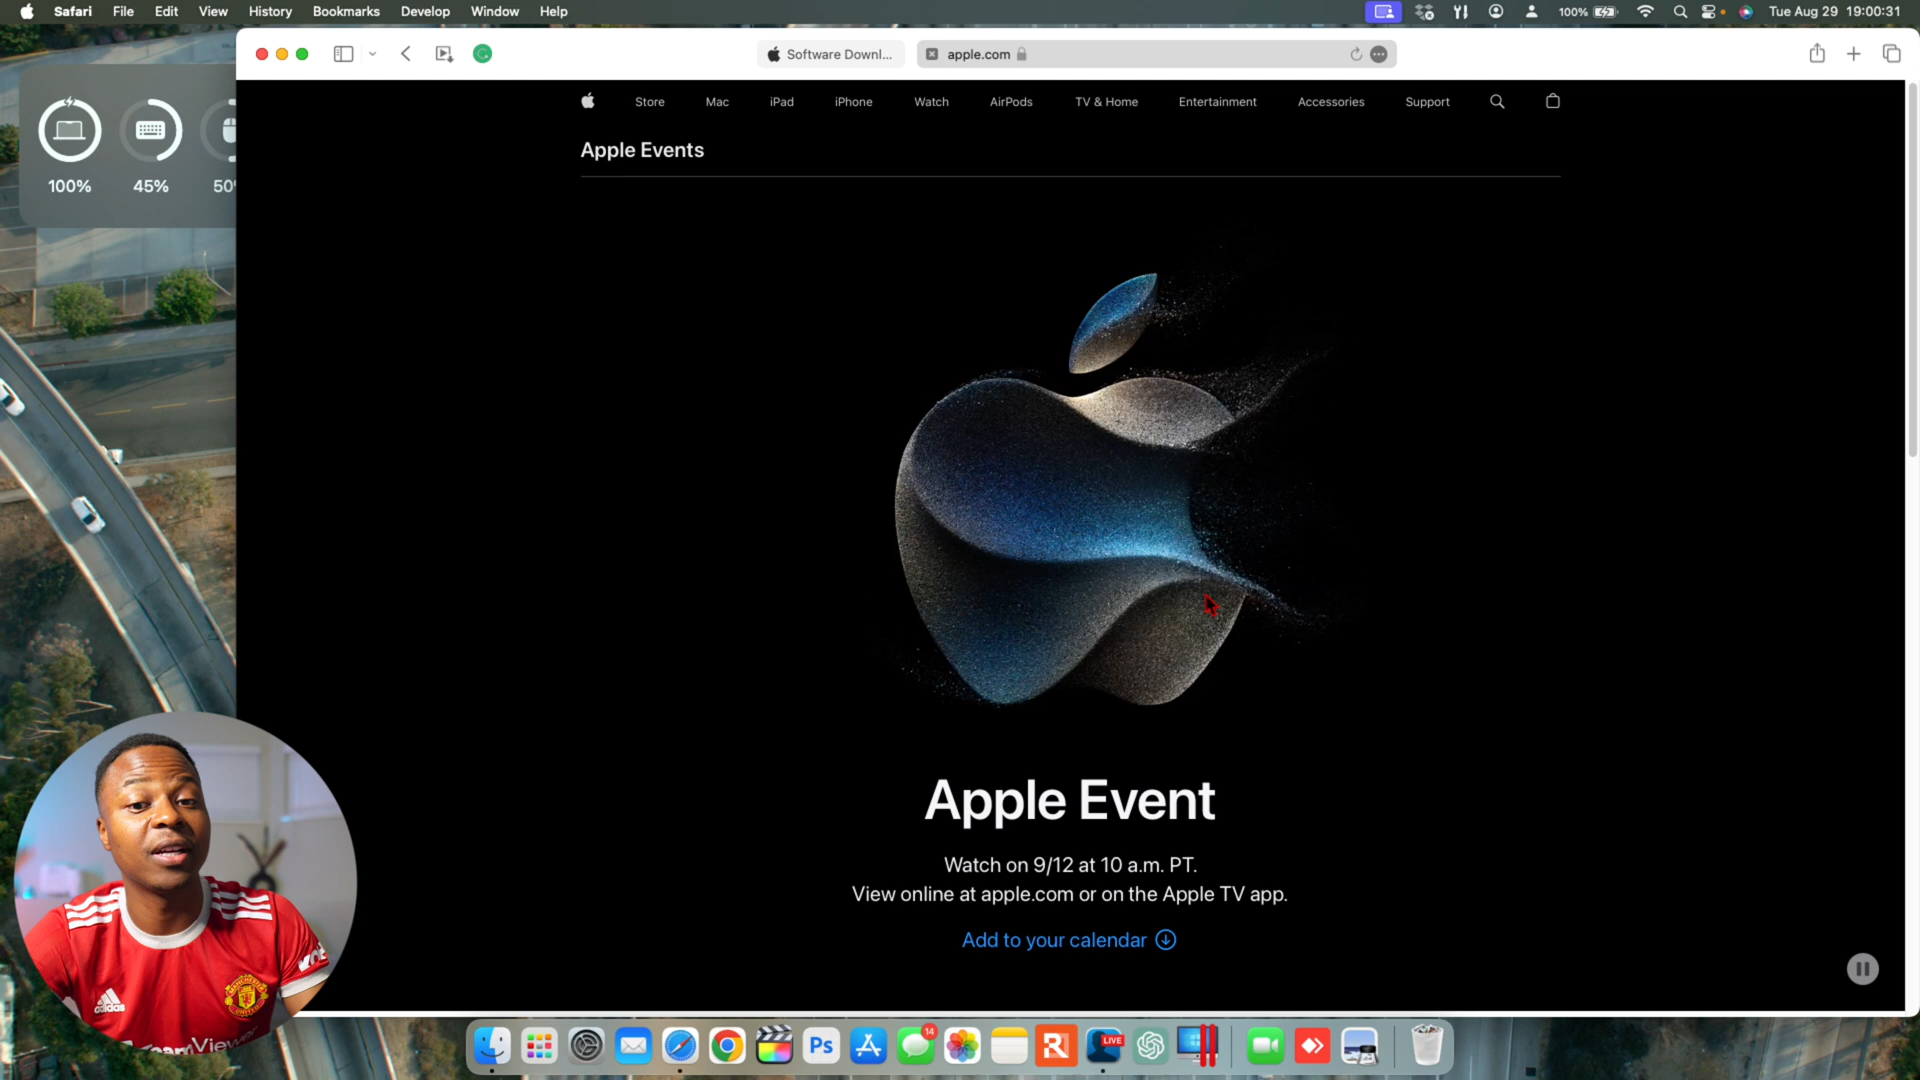 Safari File Edit View History Bookmarks Develop Window Help
100% Tue Aug 29 19:00:31
Software Downl... apple.com
Store Mac iPad iPhone Watch AirPods TV & Home Entertainment Accessories Support
Apple Events
100% 45%
Apple Event
Watch on 9/12 at 10 a.m. PT.
View online at apple.com or on the Apple TV app.
Add to your calendar
adidas
Ps
14
R
LIVE